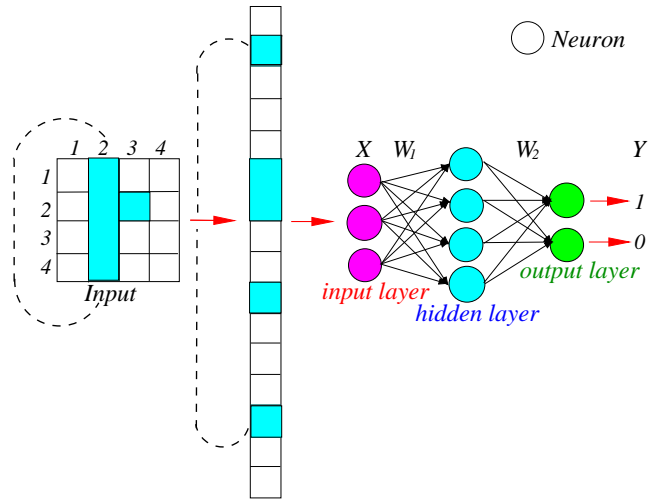 Neuron
1 2 3 4
1
2
3
4
Input
X W1 W2 Y
1
0
input layer
hidden layer
output layer